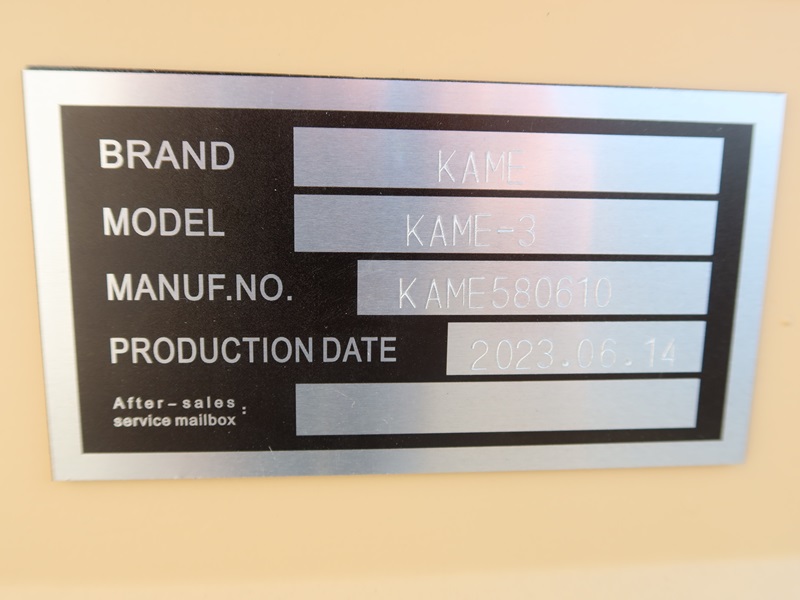 BRAND KAME
MODEL KAME-3
MANUF.NO. KAME580610
PRODUCTION DATE 2023.06.14
After-sales
service mailbox :